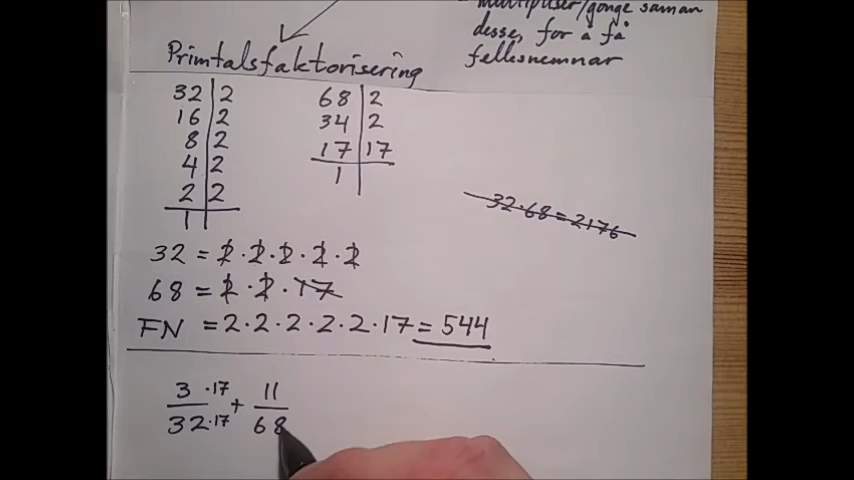 multipliser/gonge saman
desse, for å få
fellesnemnar
Primtalsfaktorisering
32 | 2
16 | 2
8 | 2
4 | 2
2 | 2
1 |
68 | 2
34 | 2
17 | 17
1 |
32·68=2176
32 = 2·2·2·2·2
68 = 2·2·17
FN = 2·2·2·2·2·17 = 544
3 ·17 + 11
32 ·17 68